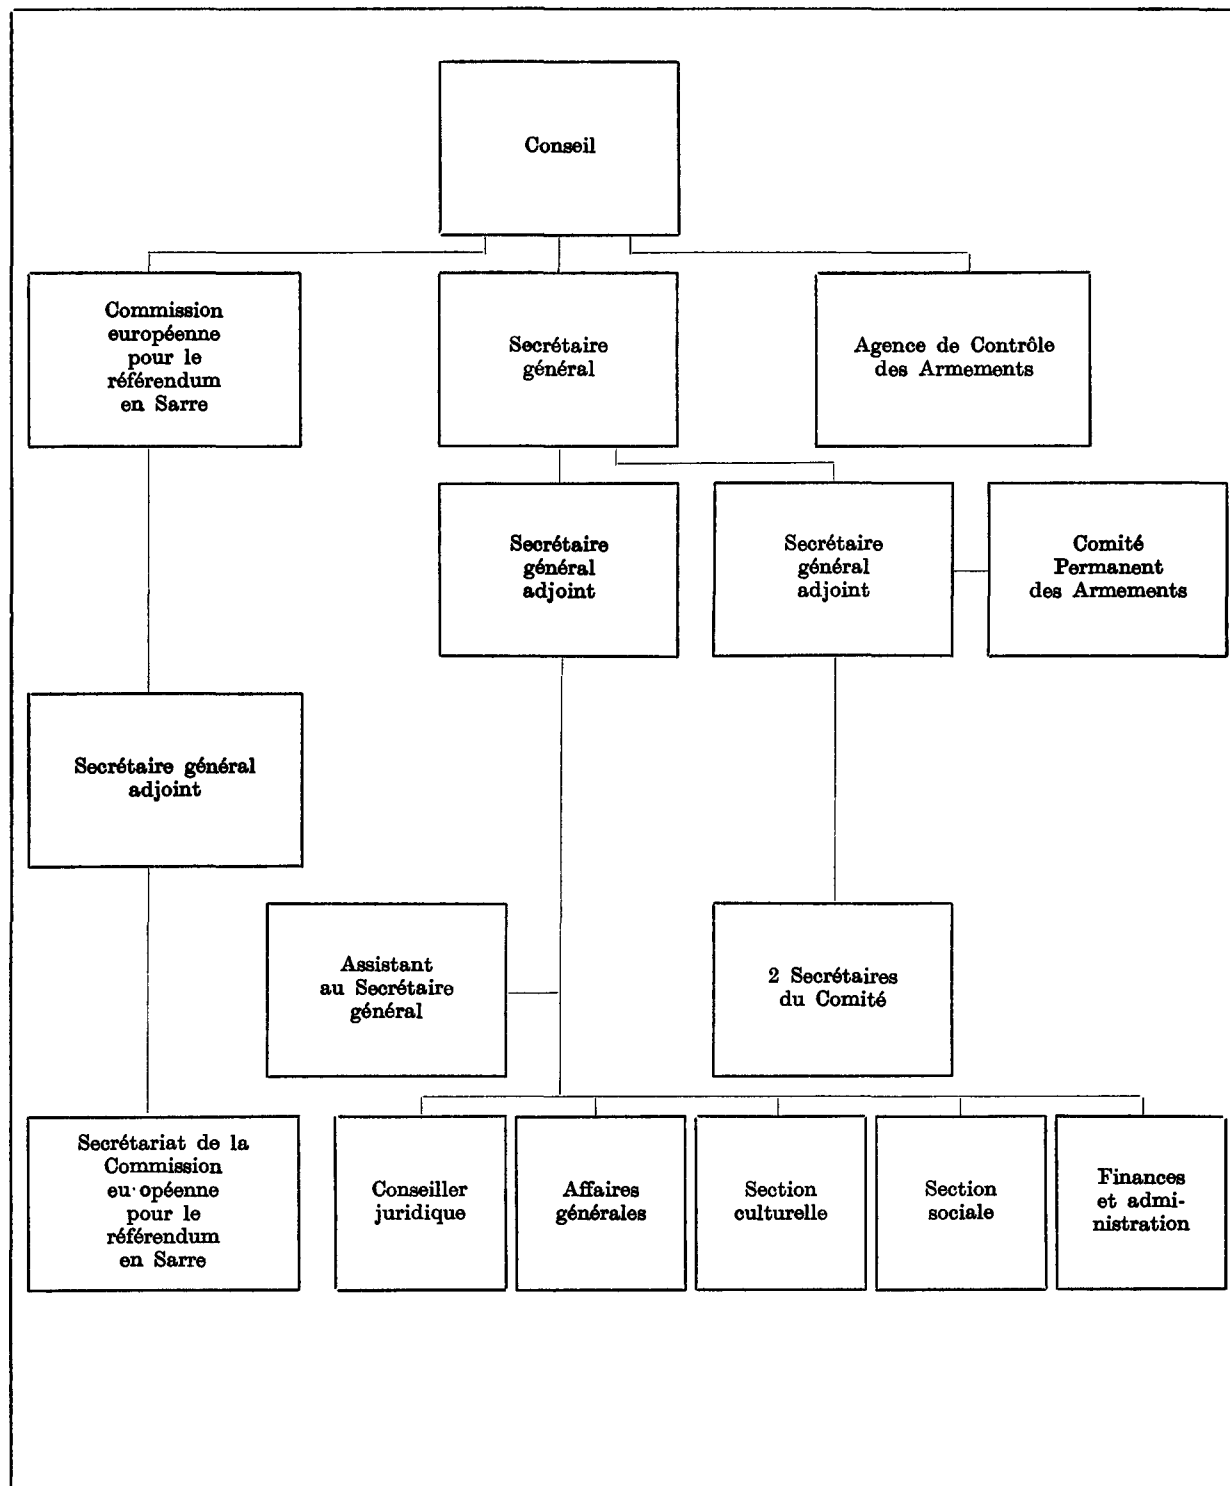 Conseil
Commission
européenne
pour le
référendum
en Sarre
Secrétaire
général
Agence de Contrôle
des Armements
Secrétaire
général
adjoint
Secrétaire
général
adjoint
Comité
Permanent
des Armements
Secrétaire général
adjoint
Assistant
au Secrétaire
général
2 Secrétaires
du Comité
Secrétariat de la
Commission
eu·opéenne
pour le
référendum
en Sarre
Conseiller
juridique
Affaires
générales
Section
culturelle
Section
sociale
Finances
et admi-
nistration